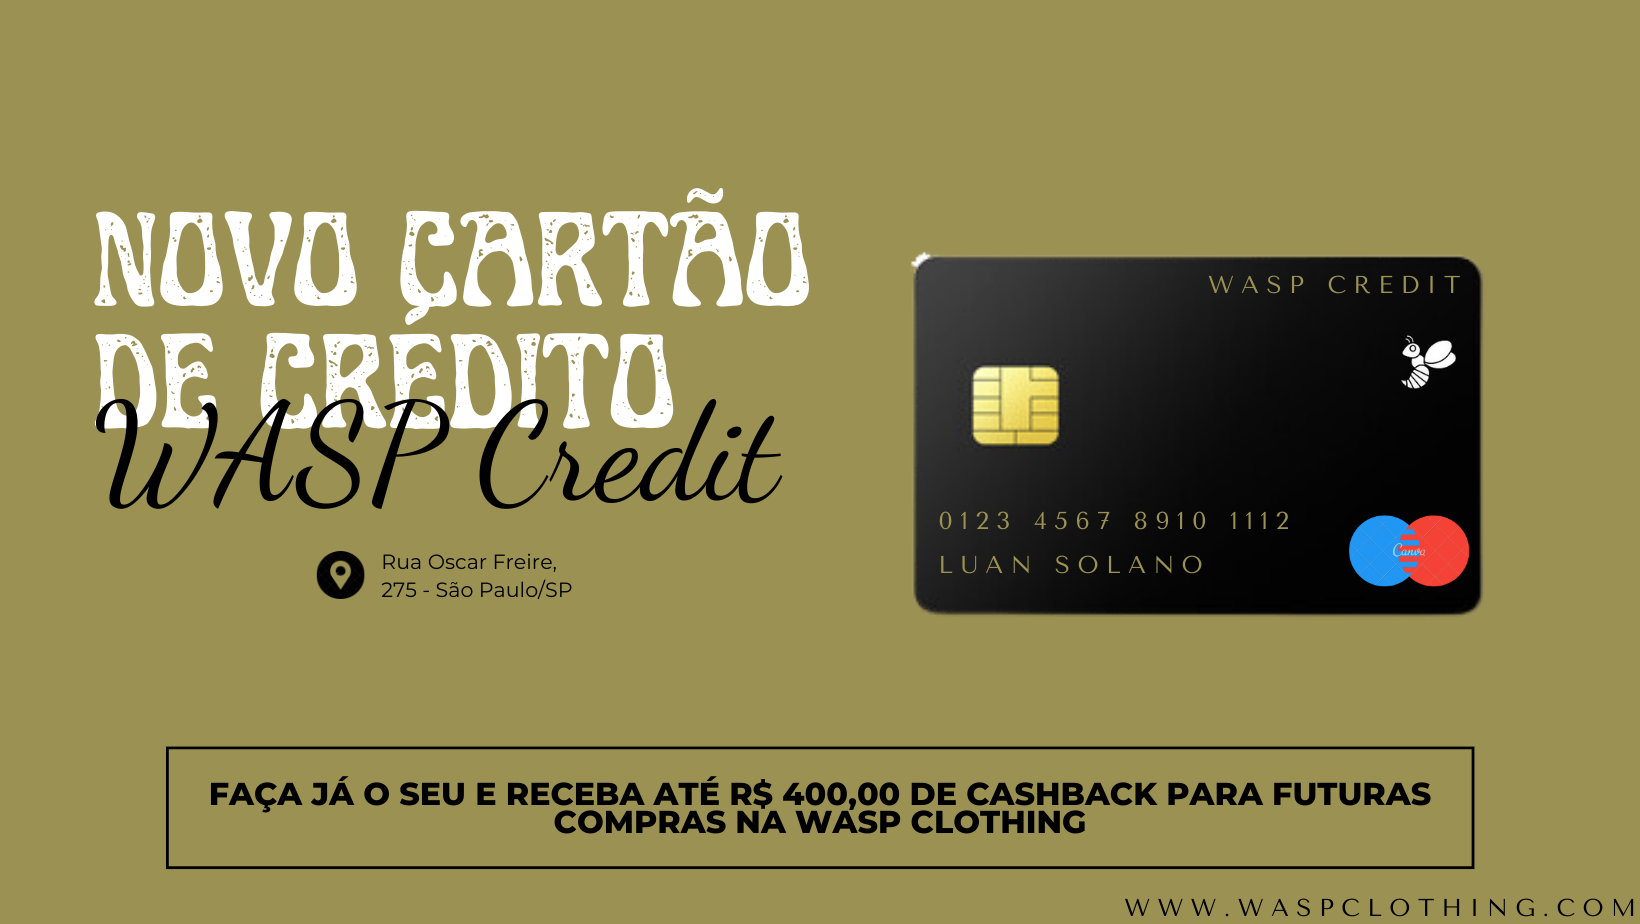 NOVO ÇARTÃO
DE CRÉDITO
WASP Credit
Rua Oscar Freire,
275 - São Paulo/SP
WASP CREDIT
0123 4567 8910 1112
LUAN SOLANO
Canva
FAÇA JÁ O SEU E RECEBA ATÉ R$ 400,00 DE CASHBACK PARA FUTURAS
COMPRAS NA WASP CLOTHING
WWW.WASPCLOTHING.COM